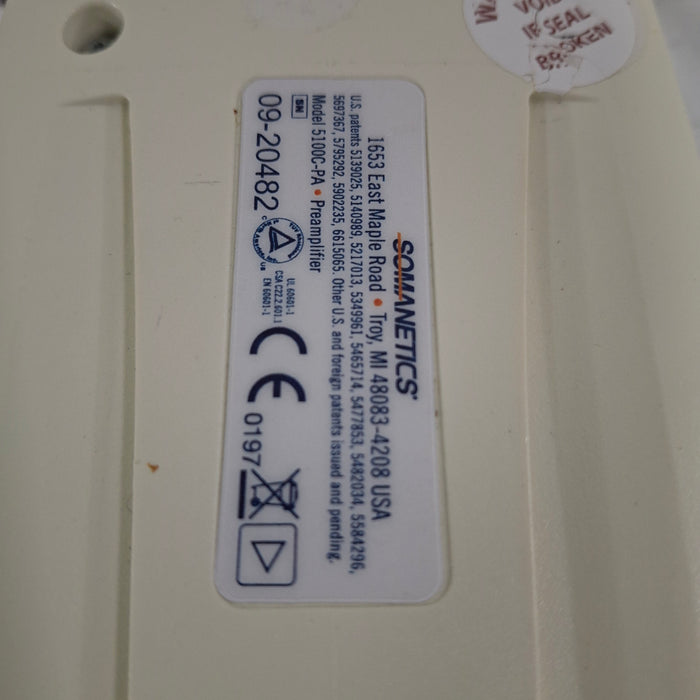 SOMANETICS®
1653 East Maple Road • Troy, MI 48083-4208 USA
U.S. patents 5139025, 5140989, 5217013, 5349961, 5465714, 5477853, 5482034, 5584296,
5697367, 5795292, 5902235, 6615065. Other U.S. and foreign patents issued and pending.
Model 5100C-PA • Preamplifier
SN
09-20482
C US
UL 60601-1
CSA C22.2.601.1
EN 60601-1
CE 0197
VOID
IF SEAL
BROKEN